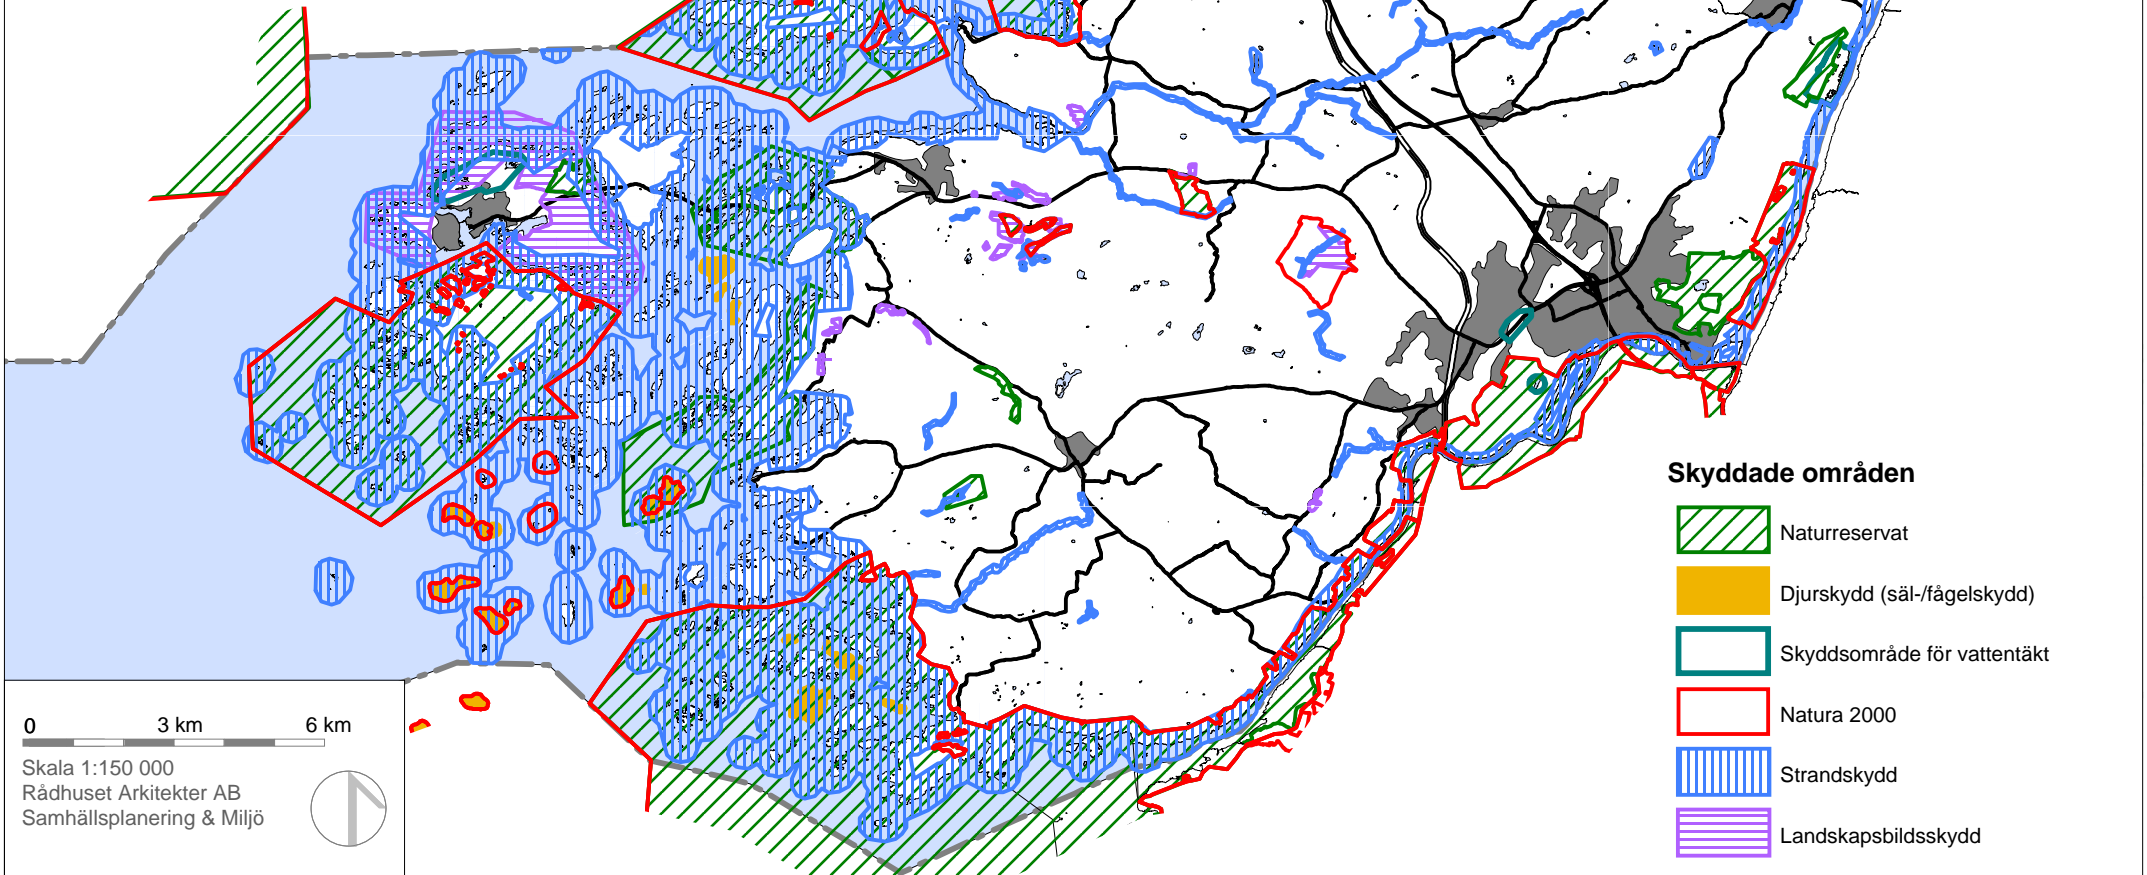 Skyddade områden
Naturreservat
Djurskydd (säl-/fågelskydd)
Skyddsområde för vattentäkt
Natura 2000
Strandskydd
Landskapsbildsskydd
0 3 km 6 km
Skala 1:150 000
Rådhuset Arkitekter AB
Samhällsplanering & Miljö